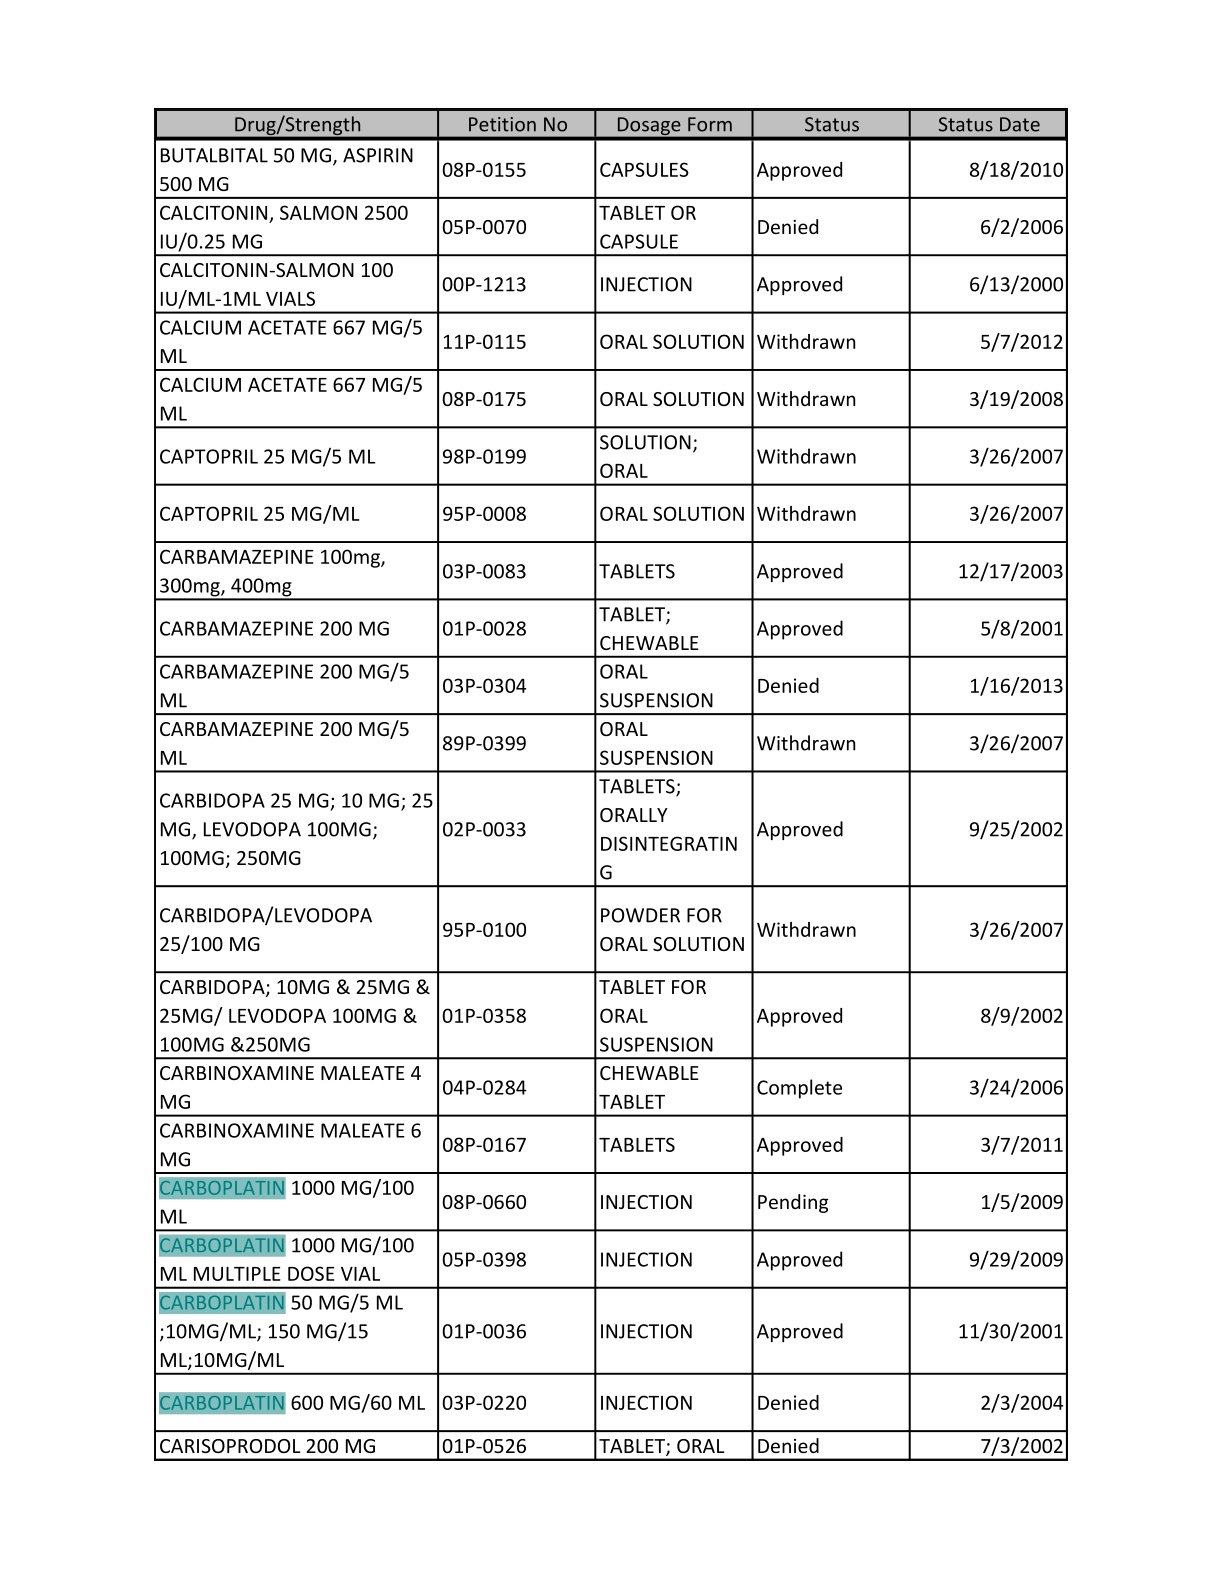 Drug/Strength Petition No Dosage Form Status Status Date
BUTALBITAL 50 MG, ASPIRIN
500 MG
08P-0155
CAPSULES
Approved
8/18/2010
CALCITONIN, SALMON 2500
IU/0.25 MG
05P-0070
TABLET OR
CAPSULE
Denied
6/2/2006
CALCITONIN-SALMON 100
IU/ML-1ML VIALS
00P-1213
INJECTION
Approved
6/13/2000
CALCIUM ACETATE 667 MG/5
ML
11P-0115
ORAL SOLUTION
Withdrawn
5/7/2012
CALCIUM ACETATE 667 MG/5
ML
08P-0175
ORAL SOLUTION
Withdrawn
3/19/2008
CAPTOPRIL 25 MG/5 ML
98P-0199
SOLUTION;
ORAL
Withdrawn
3/26/2007
CAPTOPRIL 25 MG/ML
95P-0008
ORAL SOLUTION
Withdrawn
3/26/2007
CARBAMAZEPINE 100mg,
300mg, 400mg
03P-0083
TABLETS
Approved
12/17/2003
CARBAMAZEPINE 200 MG
01P-0028
TABLET;
CHEWABLE
Approved
5/8/2001
CARBAMAZEPINE 200 MG/5
ML
03P-0304
ORAL
SUSPENSION
Denied
1/16/2013
CARBAMAZEPINE 200 MG/5
ML
89P-0399
ORAL
SUSPENSION
Withdrawn
3/26/2007
CARBIDOPA 25 MG; 10 MG; 25
MG, LEVODOPA 100MG;
100MG; 250MG
02P-0033
TABLETS;
ORALLY
DISINTEGRATIN
G
Approved
9/25/2002
CARBIDOPA/LEVODOPA
25/100 MG
95P-0100
POWDER FOR
ORAL SOLUTION
Withdrawn
3/26/2007
CARBIDOPA; 10MG & 25MG &
25MG/ LEVODOPA 100MG &
100MG &250MG
01P-0358
TABLET FOR
ORAL
SUSPENSION
Approved
8/9/2002
CARBINOXAMINE MALEATE 4
MG
04P-0284
CHEWABLE
TABLET
Complete
3/24/2006
CARBINOXAMINE MALEATE 6
MG
08P-0167
TABLETS
Approved
3/7/2011
CARBOPLATIN 1000 MG/100
ML
08P-0660
INJECTION
Pending
1/5/2009
CARBOPLATIN 1000 MG/100
ML MULTIPLE DOSE VIAL
05P-0398
INJECTION
Approved
9/29/2009
CARBOPLATIN 50 MG/5 ML
;10MG/ML; 150 MG/15
ML;10MG/ML
01P-0036
INJECTION
Approved
11/30/2001
CARBOPLATIN 600 MG/60 ML
03P-0220
INJECTION
Denied
2/3/2004
CARISOPRODOL 200 MG
01P-0526
TABLET; ORAL
Denied
7/3/2002